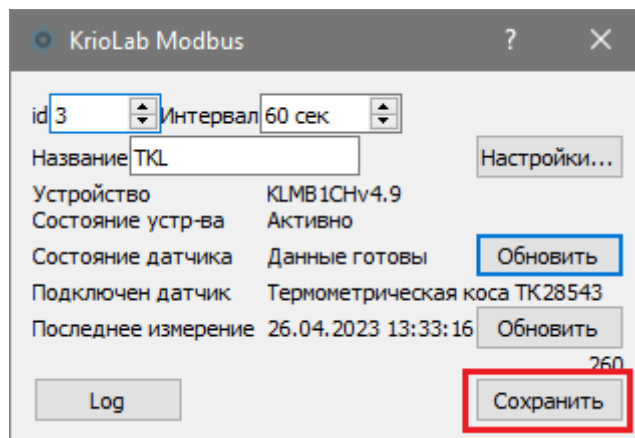 KrioLab Modbus ? ×
id 3 Интервал 60 сек
Название TKL Настройки...
Устройство KLMB1CHv4.9
Состояние устр-ва Активно
Состояние датчика Данные готовы Обновить
Подключен датчик Термометрическая коса TK28543
Последнее измерение 26.04.2023 13:33:16 Обновить
260
Log Сохранить